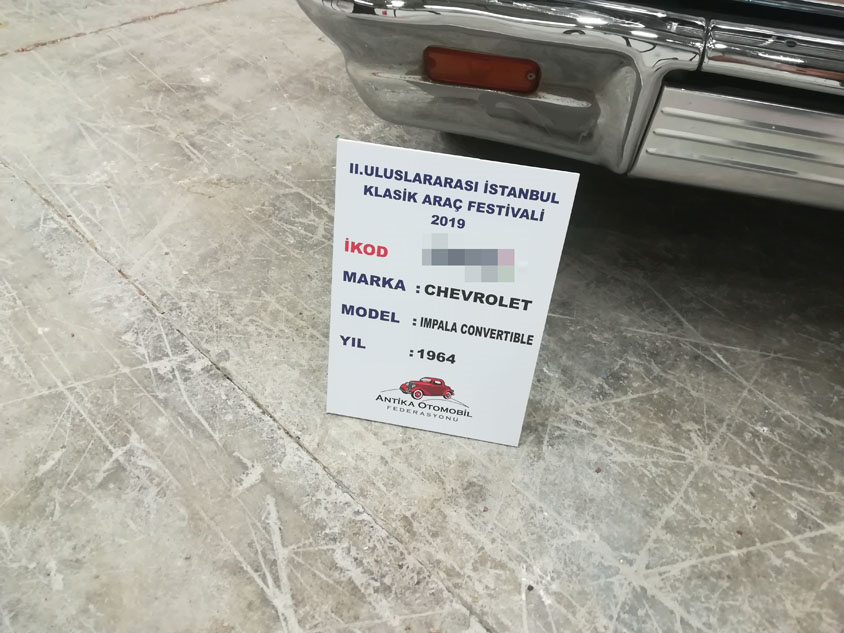 II.ULUSLARARASI İSTANBUL
KLASİK ARAÇ FESTİVALİ
2019
İKOD
MARKA : CHEVROLET
MODEL : IMPALA CONVERTIBLE
YIL : 1964
ANTİKA OTOMOBİL
FEDERASYONU